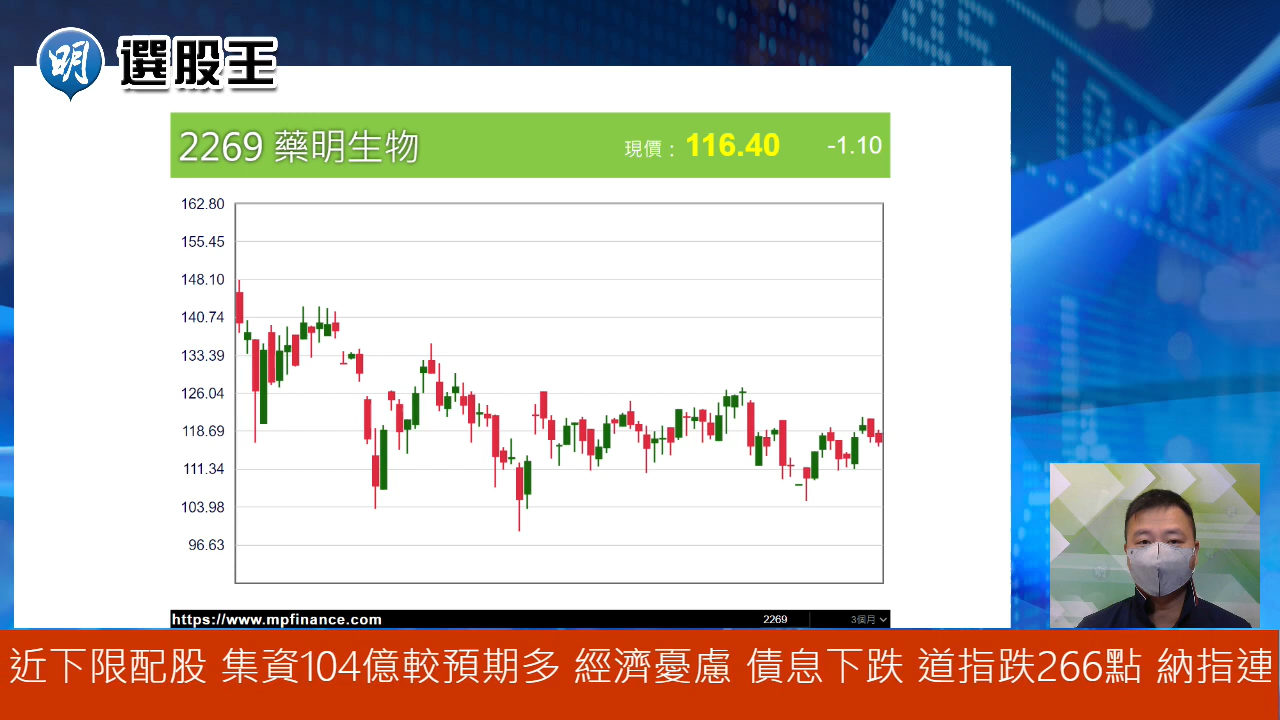 明 選股王
2269 藥明生物 現價： 116.40 -1.10
162.80
155.45
148.10
140.74
133.39
126.04
118.69
111.34
103.98
96.63
https://www.mpfinance.com 2269 3個月
近下限配股 集資104億較預期多 經濟憂慮 債息下跌 道指跌266點 納指連